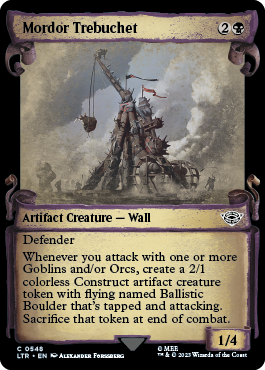 Mordor Trebuchet 2
Artifact Creature — Wall
Defender
Whenever you attack with one or more
Goblins and/or Orcs, create a 2/1
colorless Construct artifact creature
token with flying named Ballistic
Boulder that's tapped and attacking.
Sacrifice that token at end of combat.
1/4
C 0548
LTR • EN ALEXANDER FORSSBERG
© MEE
™ & © 2023 Wizards of the Coast